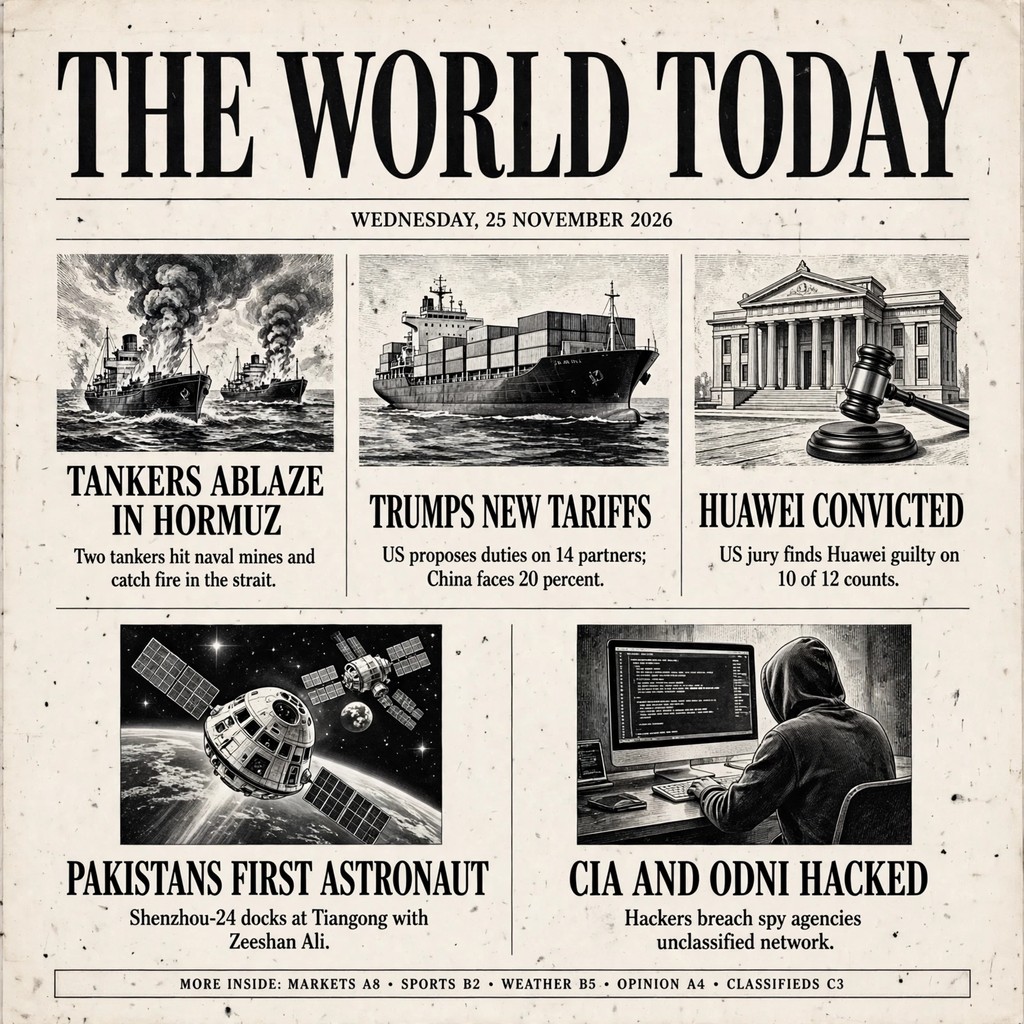 THE WORLD TODAY
WEDNESDAY, 25 NOVEMBER 2026
TANKERS ABLAZE
IN HORMUZ
Two tankers hit naval mines and
catch fire in the strait.
TRUMPS NEW TARIFFS
US proposes duties on 14 partners;
China faces 20 percent.
HUAWEI CONVICTED
US jury finds Huawei guilty on
10 of 12 counts.
PAKISTANS FIRST ASTRONAUT
Shenzhou-24 docks at Tiangong with
Zeeshan Ali.
CIA AND ODNI HACKED
Hackers breach spy agencies
unclassified network.
MORE INSIDE: MARKETS A8 • SPORTS B2 • WEATHER B5 • OPINION A4 • CLASSIFIEDS C3